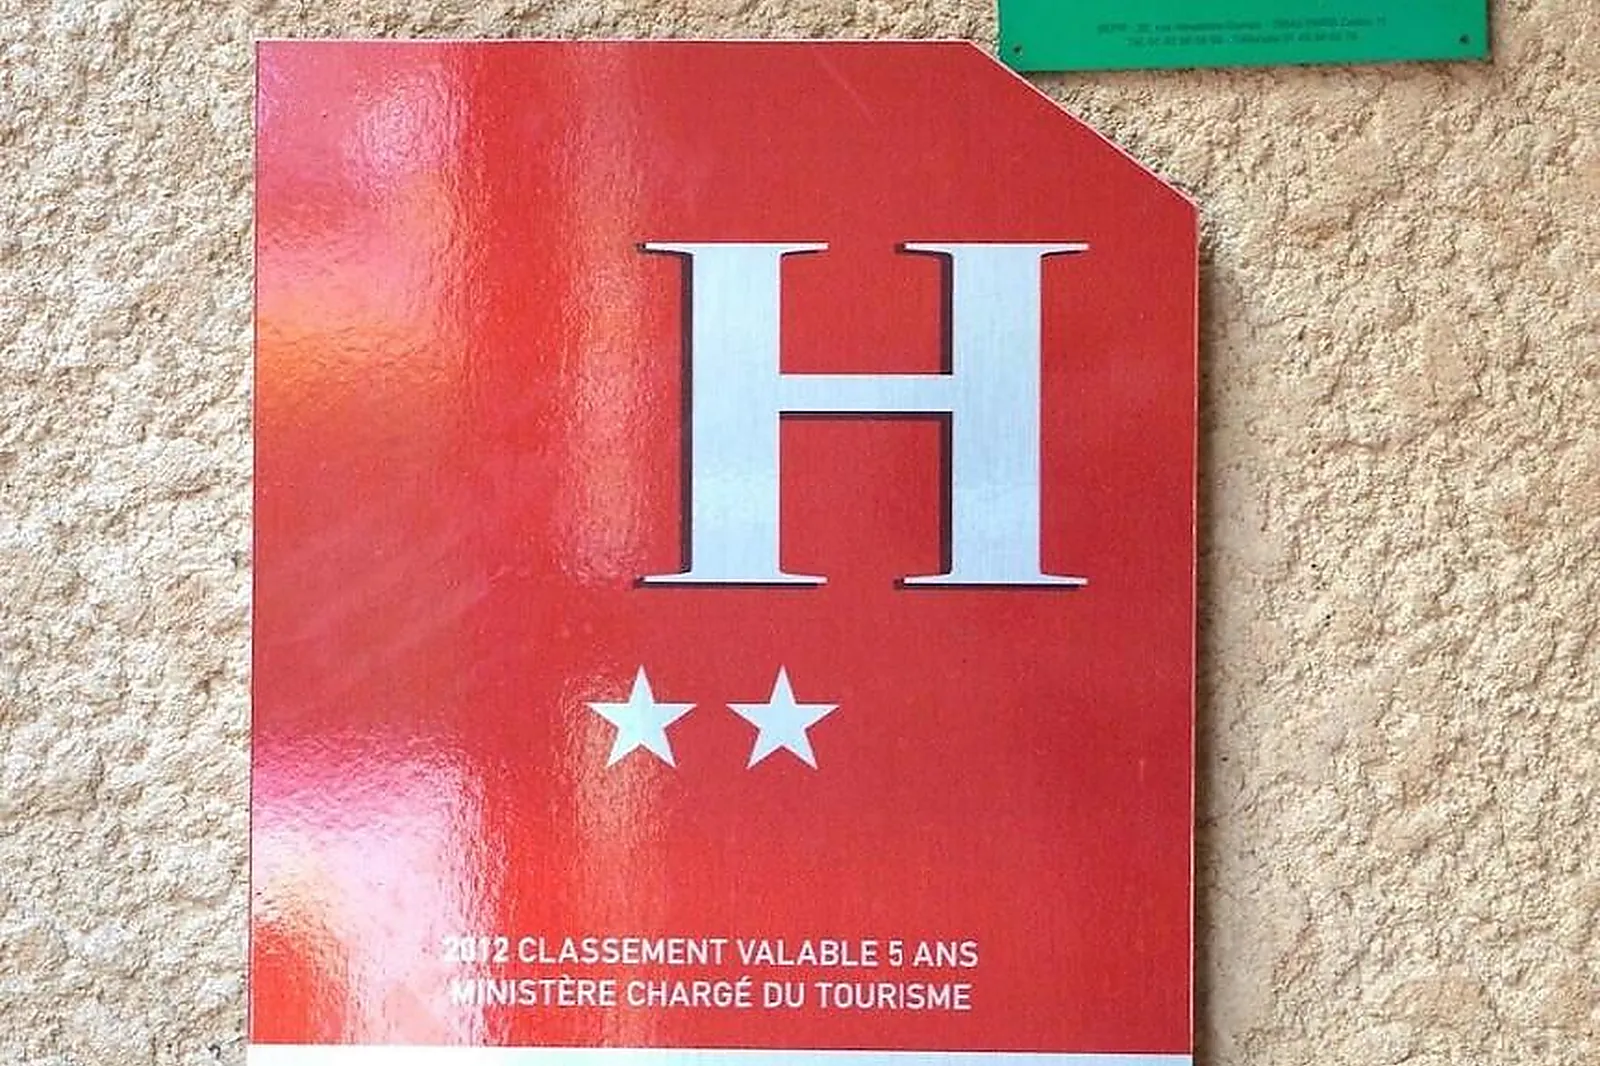 H
2012 CLASSEMENT VALABLE 5 ANS
MINISTÈRE CHARGÉ DU TOURISME